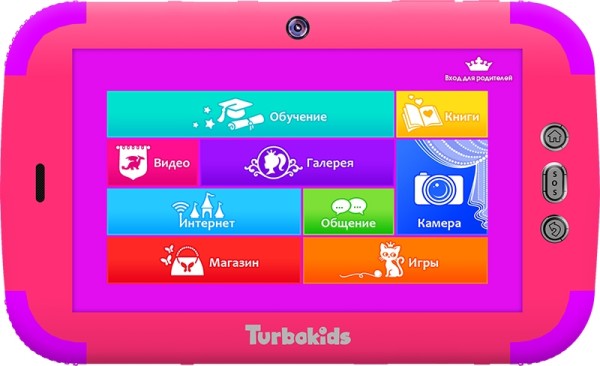 Вход для родителей
Обучение
Книги
Видео
Галерея
Интернет
Общение
Камера
Магазин
Игры
SOS
Turbokids